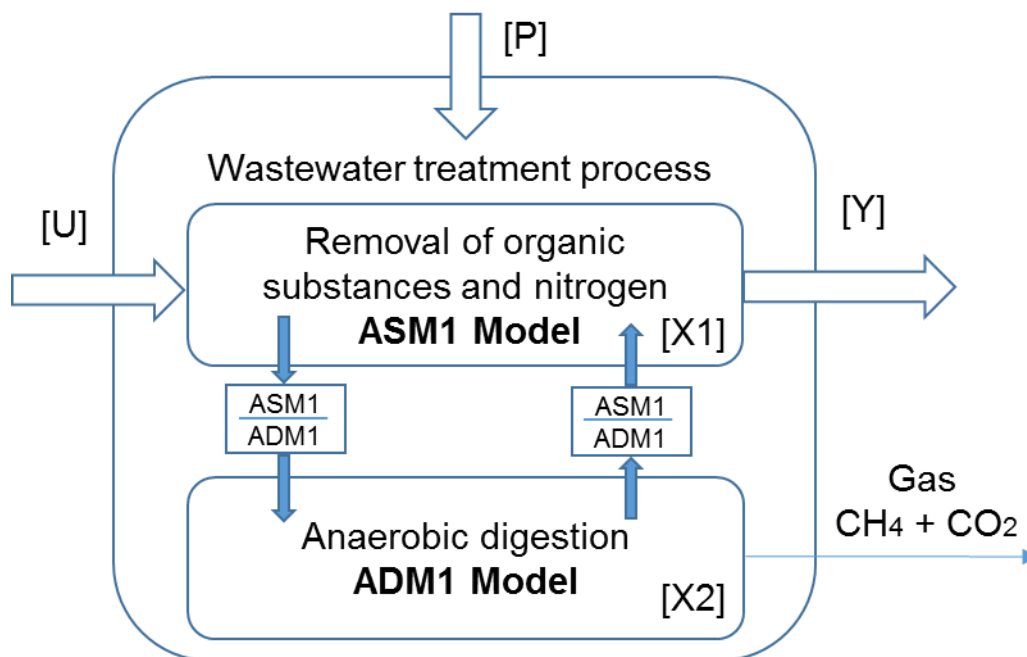 [P]
Wastewater treatment process
[U]
[Y]
Removal of organic
substances and nitrogen
ASM1 Model
[X1]
ASM1
ADM1
ASM1
ADM1
Gas
CH4 + CO2
Anaerobic digestion
ADM1 Model
[X2]